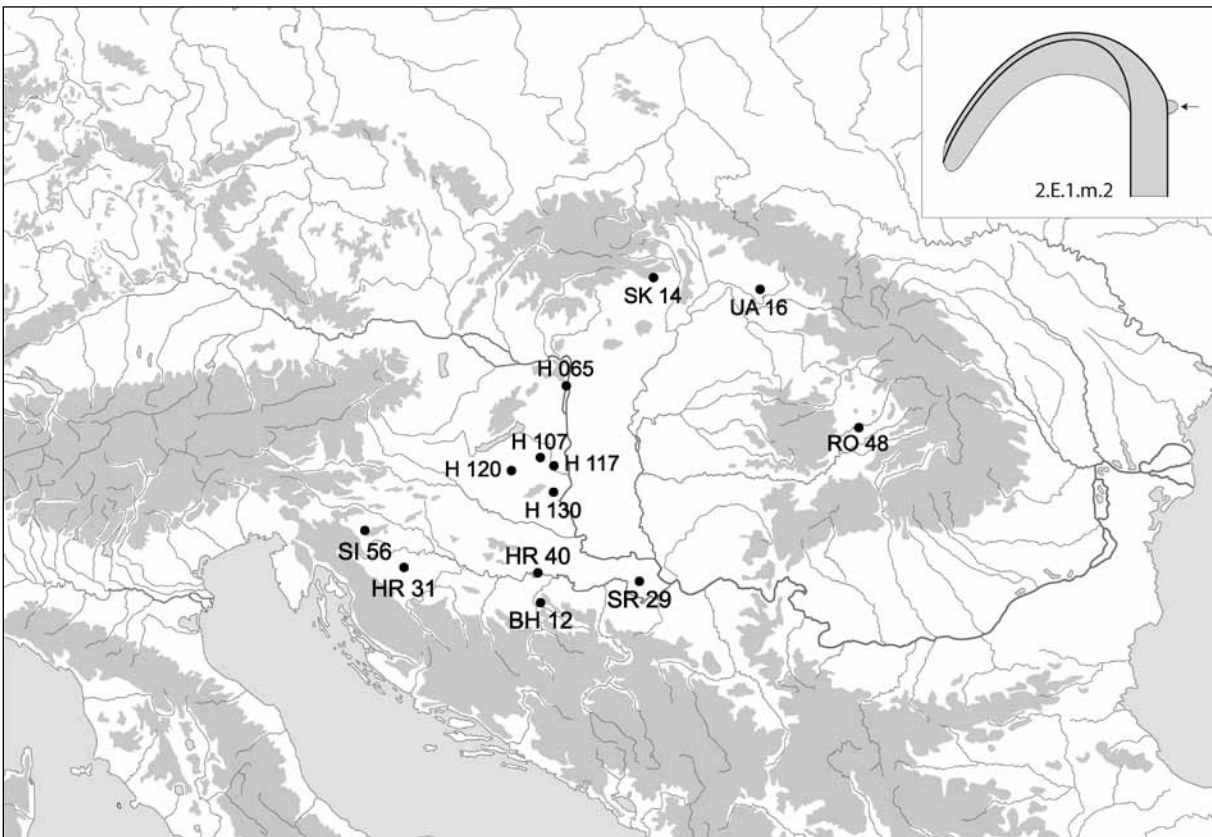 2.E.1.m.2
SK 14
UA 16
H 065
RO 48
H 107
H 117
H 120
H 130
SI 56
HR 40
HR 31
SR 29
BH 12